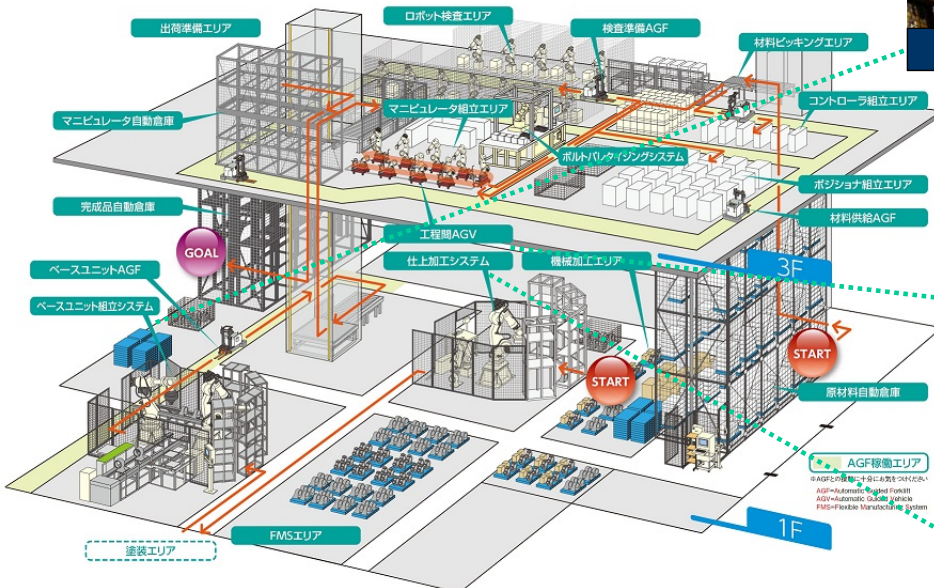 ロボット検査エリア
出荷準備エリア
検査準備AGF
材料ピッキングエリア
コントローラ組立エリア
マニピュレータ組立エリア
マニピュレータ自動倉庫
ボルトパレタイジングシステム
ポジショナ組立エリア
完成品自動倉庫
材料供給AGF
工程間AGV
GOAL
仕上加工システム
機械加工エリア
3F
ベースユニットAGF
ベースユニット組立システム
START
START
原材料自動倉庫
AGF稼働エリア
※AGFとの接触に十分にお気をつけください
AGF=Automatic Guided Forklift
AGV=Automatic Guided Vehicle
FMS=Flexible Manufacturing System
1F
FMSエリア
塗装エリア